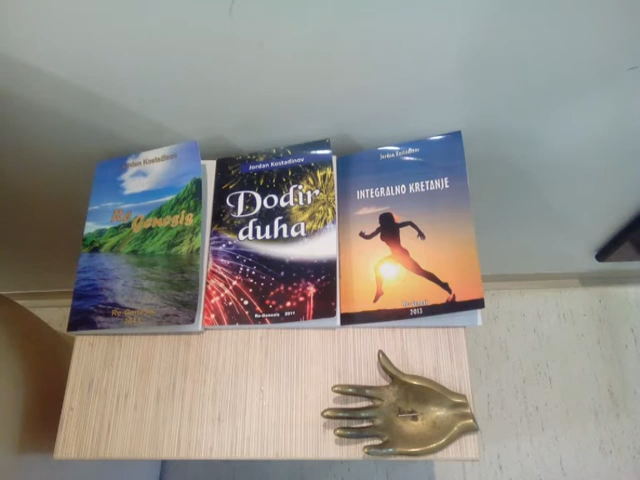 Jordan Kostadinov
Re
Genesis
Jordan Kostadinov
Dodir
duha
Re-Genesis 2011
Jordan Kostadinov
INTEGRALNO KRETANJE
2013